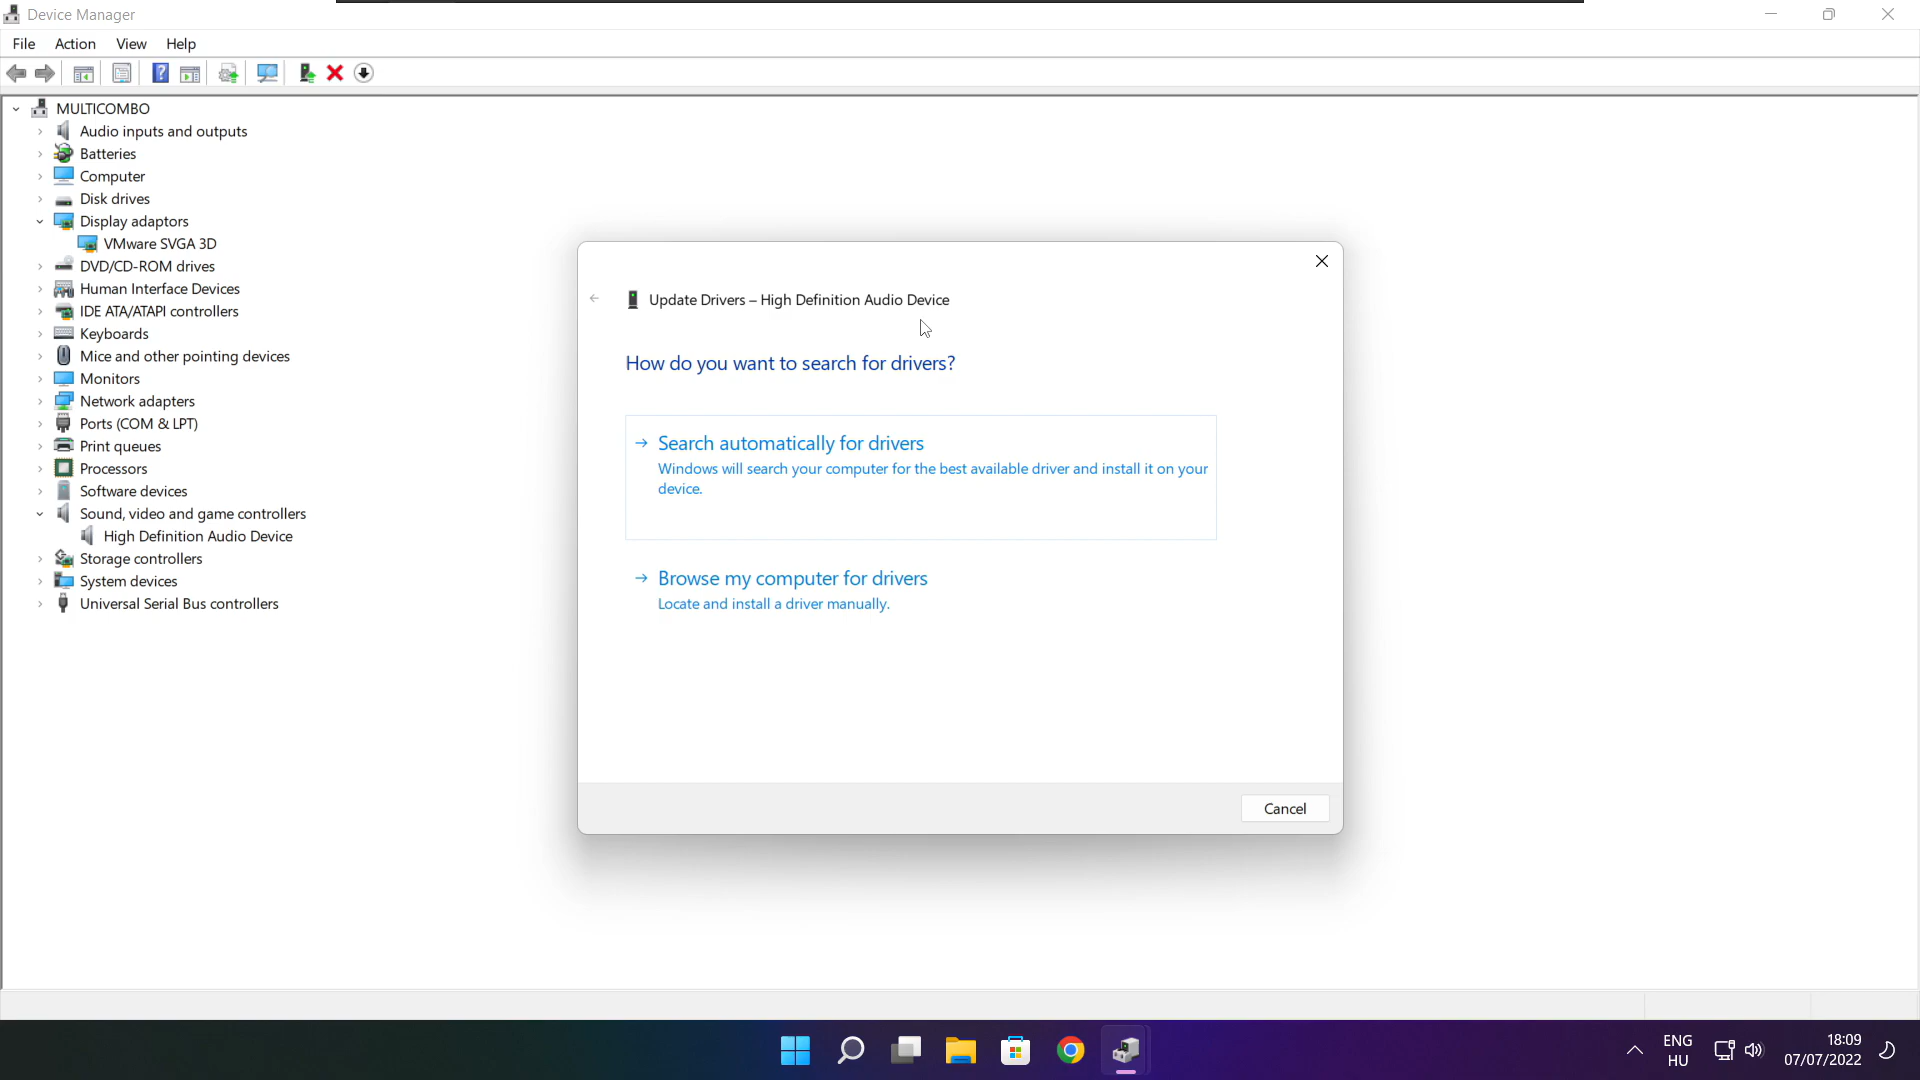 Device Manager
File Action View Help
MULTICOMBO
Audio inputs and outputs
Batteries
Computer
Disk drives
Display adaptors
VMware SVGA 3D
DVD/CD-ROM drives
Human Interface Devices
IDE ATA/ATAPI controllers
Keyboards
Mice and other pointing devices
Monitors
Network adapters
Ports (COM & LPT)
Print queues
Processors
Software devices
Sound, video and game controllers
High Definition Audio Device
Storage controllers
System devices
Universal Serial Bus controllers
Update Drivers – High Definition Audio Device
How do you want to search for drivers?
Search automatically for drivers
Windows will search your computer for the best available driver and install it on your
device.
Browse my computer for drivers
Locate and install a driver manually.
Cancel
ENG
HU
18:09
07/07/2022